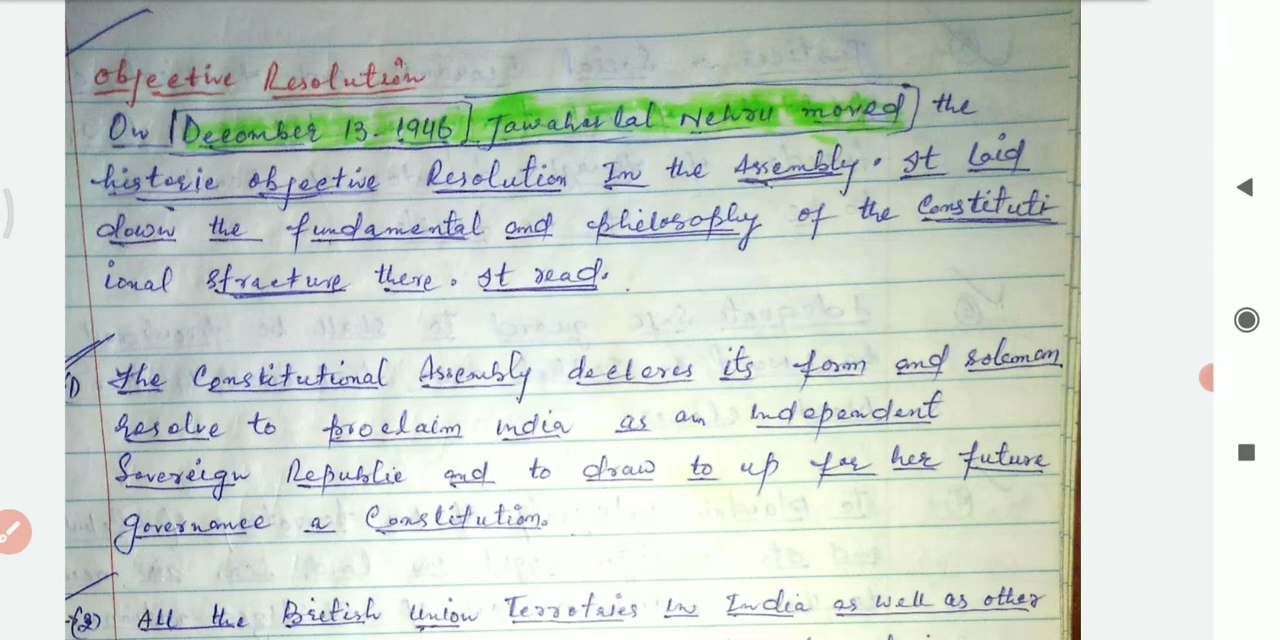 Objective Resolution
On December 13-1946 Jawaharlal Nehru moved the
historic objective Resolution In the Assembly. It Laid
down the fundamental and philosophy of the Constituti
ional structure there. It read.
1) The Constitutional Assembly declares its form and soleman
resolve to proclaim india as an Independent
Sovereign Republic and to draw to up for her future
governance a Constitution.
(2) All the British Union Terrotries in India as well as other